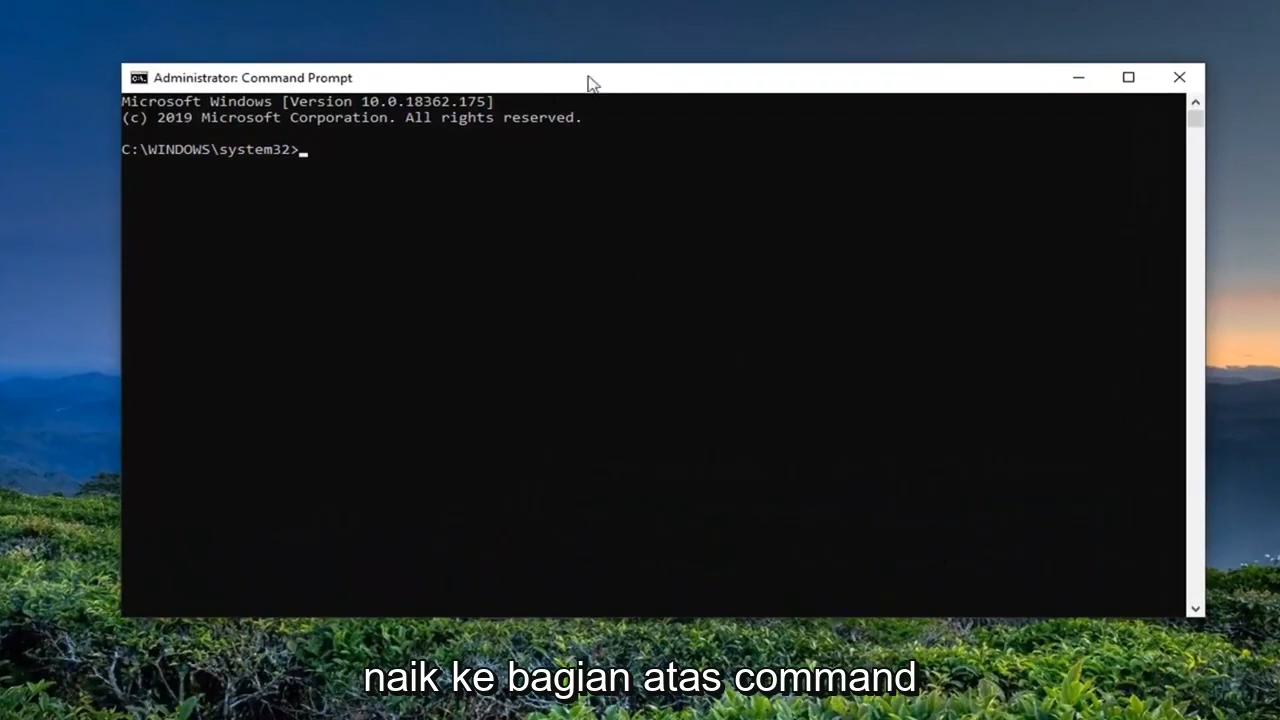 Administrator: Command Prompt
Microsoft Windows [Version 10.0.18362.175]
(c) 2019 Microsoft Corporation. All rights reserved.
C:\WINDOWS\system32>
naik ke bagian atas command